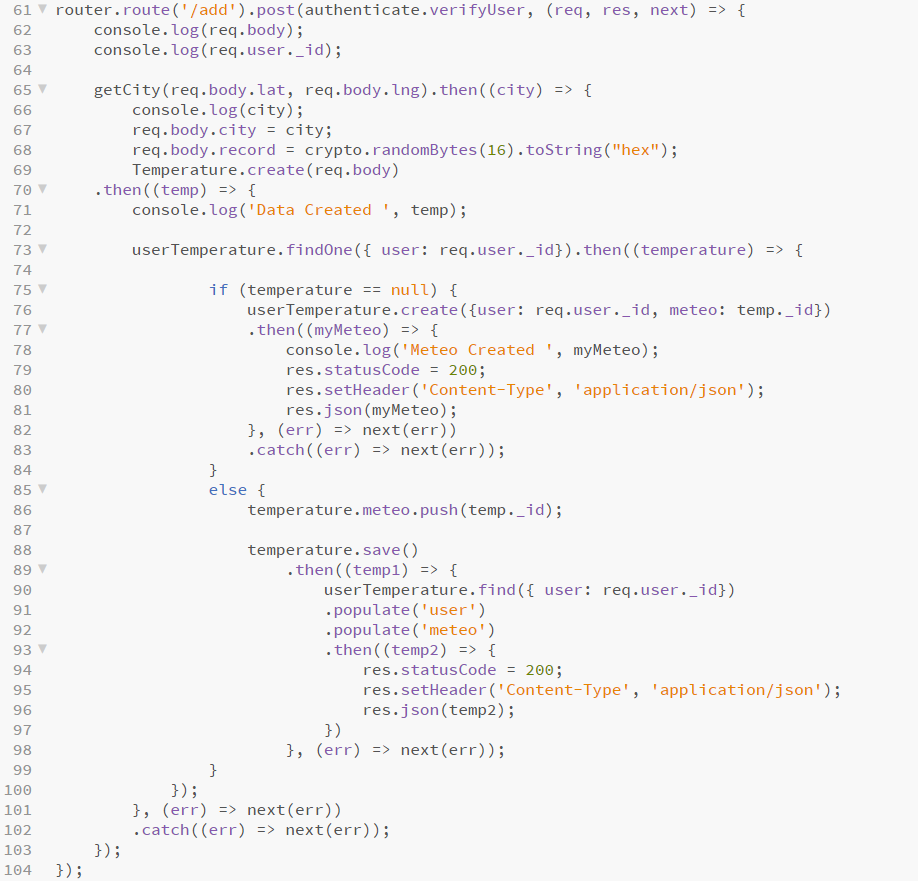 61 router.route('/add').post(authenticate.verifyUser, (req, res, next) => {
62     console.log(req.body);
63     console.log(req.user._id);
64
65     getCity(req.body.lat, req.body.lng).then((city) => {
66         console.log(city);
67         req.body.city = city;
68         req.body.record = crypto.randomBytes(16).toString("hex");
69         Temperature.create(req.body)
70     .then((temp) => {
71         console.log('Data Created ', temp);
72
73         userTemperature.findOne({ user: req.user._id}).then((temperature) => {
74
75                 if (temperature == null) {
76                     userTemperature.create({user: req.user._id, meteo: temp._id})
77                     .then((myMeteo) => {
78                         console.log('Meteo Created ', myMeteo);
79                         res.statusCode = 200;
80                         res.setHeader('Content-Type', 'application/json');
81                         res.json(myMeteo);
82                     }, (err) => next(err))
83                     .catch((err) => next(err));
84                 }
85                 else {
86                     temperature.meteo.push(temp._id);
87
88                     temperature.save()
89                         .then((temp1) => {
90                             userTemperature.find({ user: req.user._id})
91                             .populate('user')
92                             .populate('meteo')
93                             .then((temp2) => {
94                                 res.statusCode = 200;
95                                 res.setHeader('Content-Type', 'application/json');
96                                 res.json(temp2);
97                             })
98                         }, (err) => next(err));
99                 }
100             });
101         }, (err) => next(err))
102         .catch((err) => next(err));
103     });
104 });